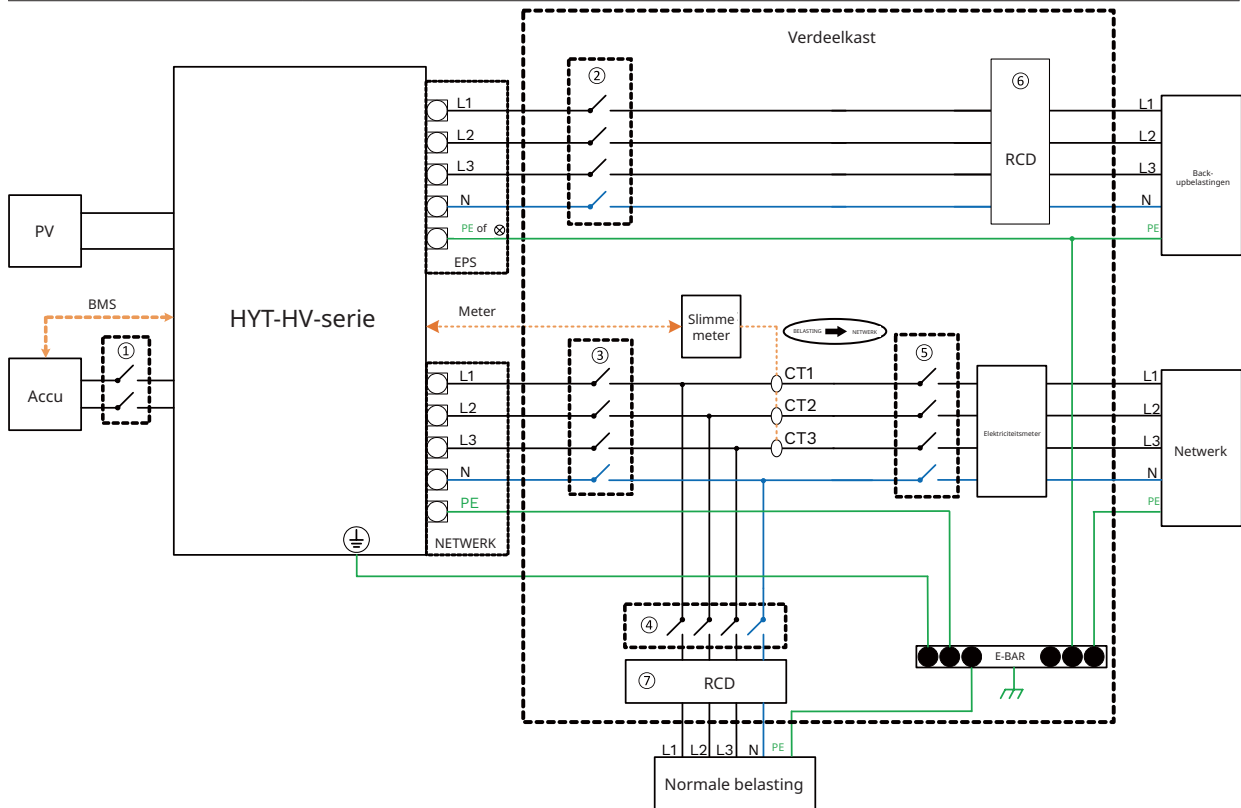 Verdeelkast
②
⑥
L1
L1
L2
L2
RCD
L3
L3
Back-
upbelastingen
N
N
PV
PE of ⊗
PE
EPS
BMS
Meter
HYT-HV-serie
Slimme
meter
BELASTING ➡ NETWERK
①
③
⑤
L1
CT1
L1
Accu
L2
CT2
L2
Elektriciteitsmeter
L3
CT3
L3
Netwerk
N
N
PE
PE
NETWERK
④
E-BAR
⑦
RCD
L1
L2
L3
N
PE
Normale belasting